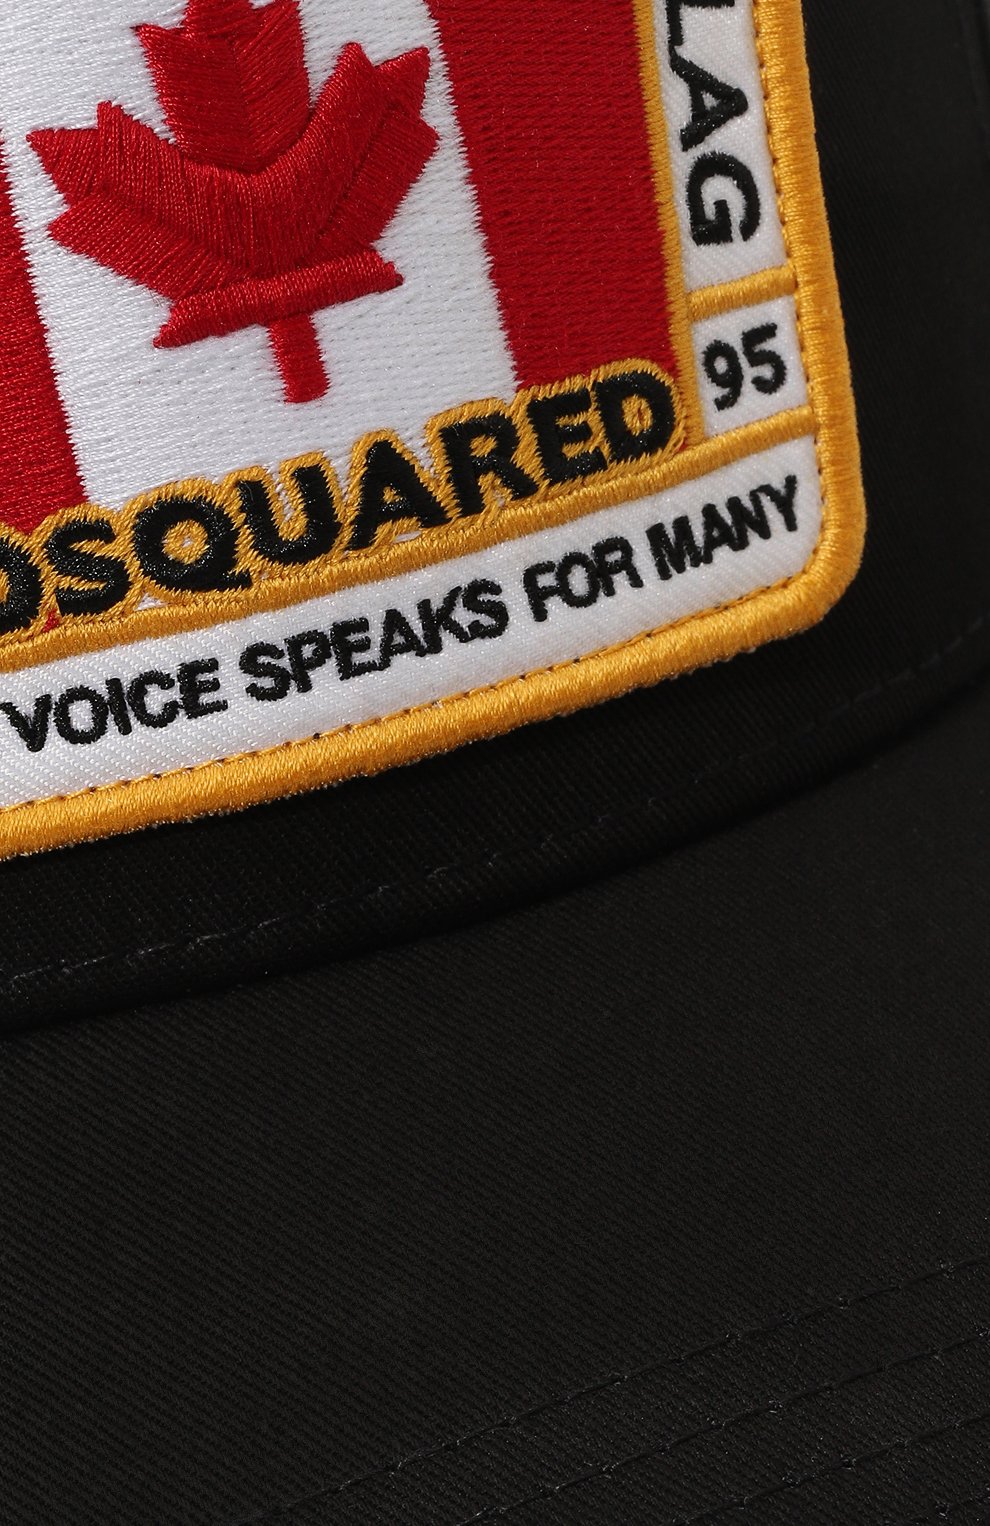 LAG
95
DSQUARED
VOICE SPEAKS FOR MANY